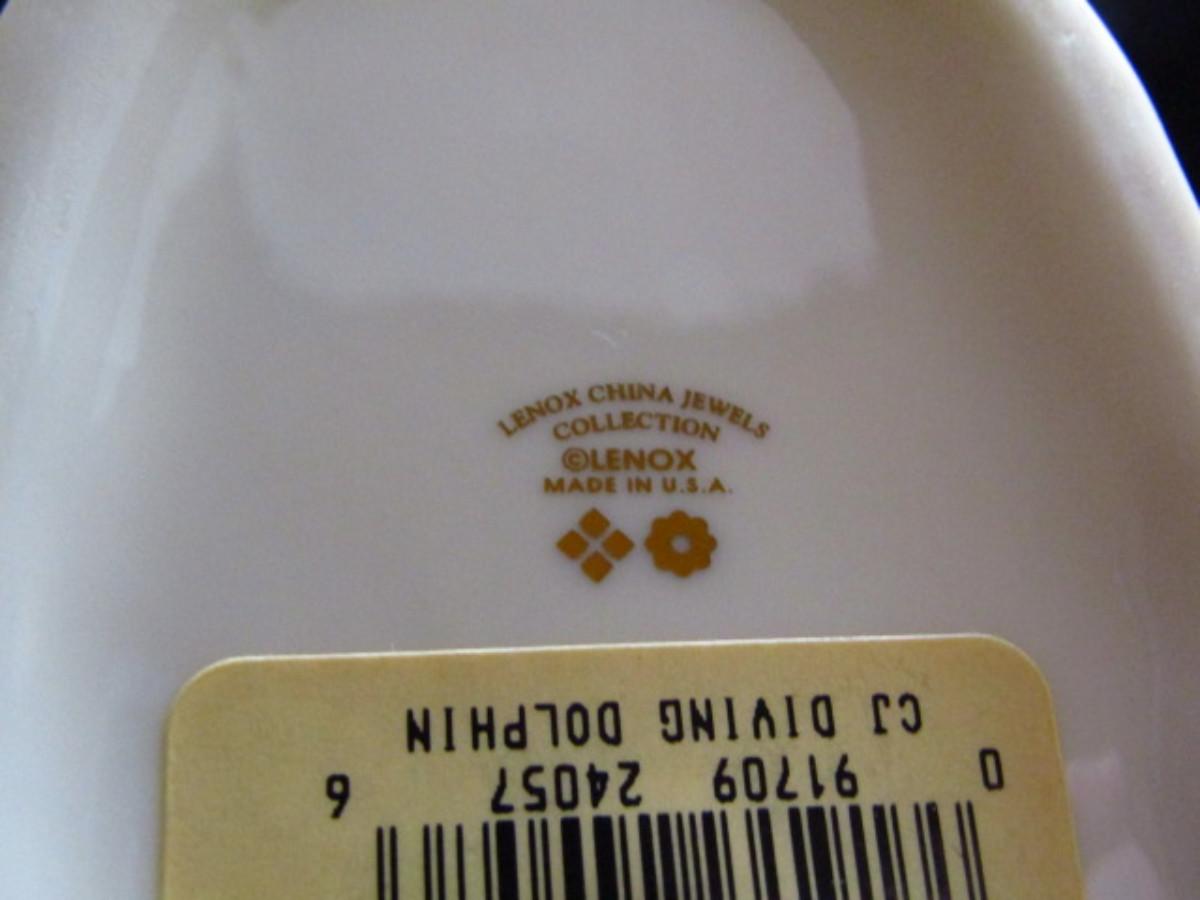 LENOX CHINA JEWELS
COLLECTION
©LENOX
MADE IN U.S.A.
CJ DIVING DOLPHIN
0 91709 24057 6